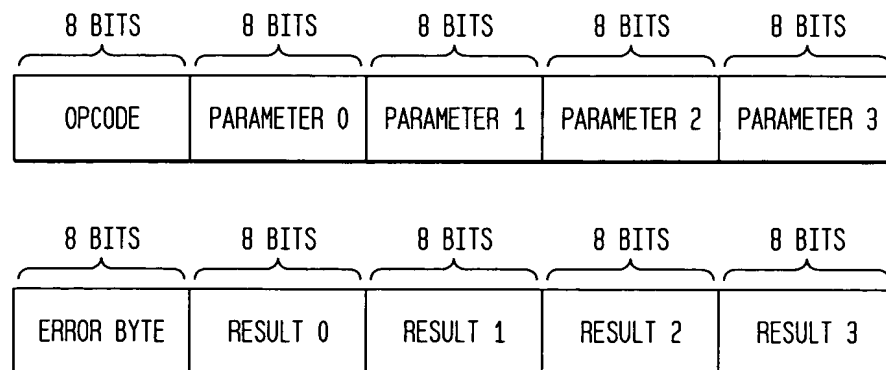 8 BITS 8 BITS 8 BITS 8 BITS 8 BITS
OPCODE PARAMETER 0 PARAMETER 1 PARAMETER 2 PARAMETER 3
8 BITS 8 BITS 8 BITS 8 BITS 8 BITS
ERROR BYTE RESULT 0 RESULT 1 RESULT 2 RESULT 3